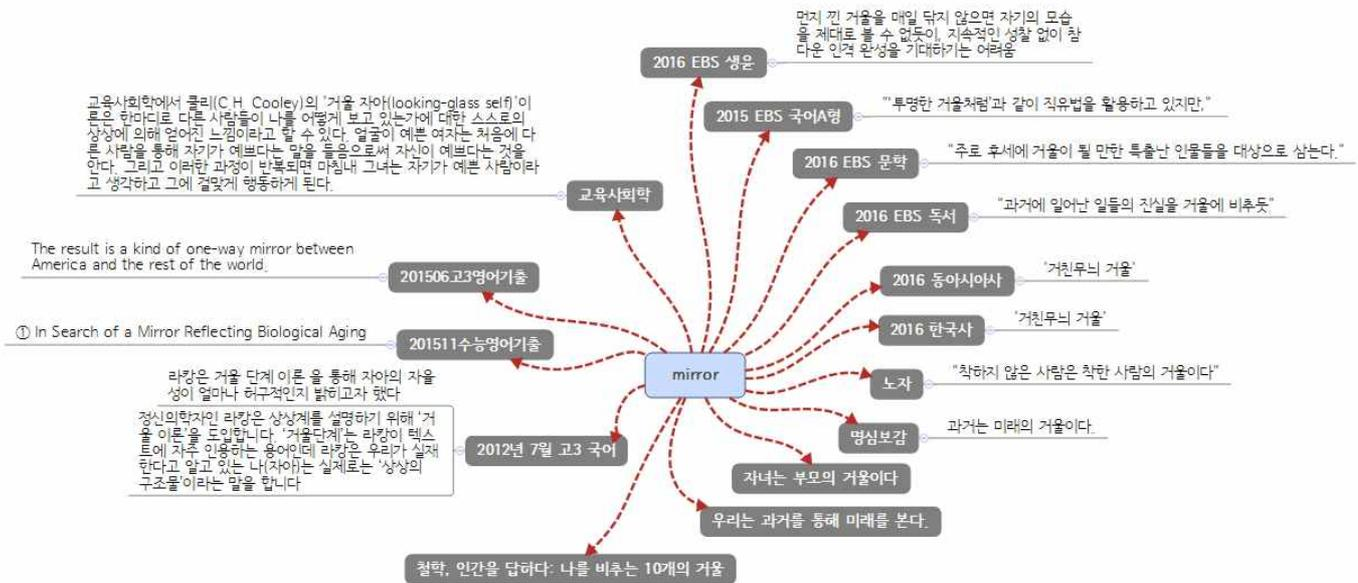 먼지 낀 거울을 매일 닦지 않으면 자기의 모습
을 제대로 볼 수 없듯이, 지속적인 성찰 없이 참
다운 인격 완성을 기대하기는 어려움
2016 EBS 생윤
교육사회학에서 쿨리(C.H. Cooley)의 '거울 자아(looking-glass self)'이
론은 한마디로 다른 사람들이 나를 어떻게 보고 있는가에 대한 스스로의
상상에 의해 얻어진 느낌이라고 할 수 있다. 얼굴이 예쁜 여자는 처음에 다
른 사람을 통해 자기가 예쁘다는 말을 들음으로써 자신이 예쁘다는 것을
안다. 그리고 이러한 과정이 반복되면 마침내 그녀는 자기가 예쁜 사람이라
고 생각하고 그에 걸맞게 행동하게 된다.
교육사회학
2015 EBS 국어A형
"'투명한 거울처럼'과 같이 직유법을 활용하고 있지만,"
2016 EBS 문학
"주로 후세에 거울이 될 만한 특출난 인물들을 대상으로 삼는다."
2016 EBS 독서
"과거에 일어난 일들의 진실을 거울에 비추듯"
The result is a kind of one-way mirror between
America and the rest of the world.
201506고3영어기출
2016 동아시아사
'거친무늬 거울'
2016 한국사
'거친무늬 거울'
① In Search of a Mirror Reflecting Biological Aging
201511수능영어기출
mirror
노자
"착하지 않은 사람은 착한 사람의 거울이다"
라캉은 거울 단계 이론 을 통해 자아의 자율
성이 얼마나 허구적인지 밝히고자 했다
정신의학자인 라캉은 상상계를 설명하기 위해 '거
울 이론'을 도입합니다. '거울단계'는 라캉이 텍스
트에 자주 인용하는 용어인데 라캉은 우리가 실재
한다고 알고 있는 나(자아)는 실제로는 '상상의
구조물'이라는 말을 합니다
2012년 7월 고3 국어
명심보감
과거는 미래의 거울이다.
자녀는 부모의 거울이다
우리는 과거를 통해 미래를 본다.
철학, 인간을 답하다: 나를 비추는 10개의 거울